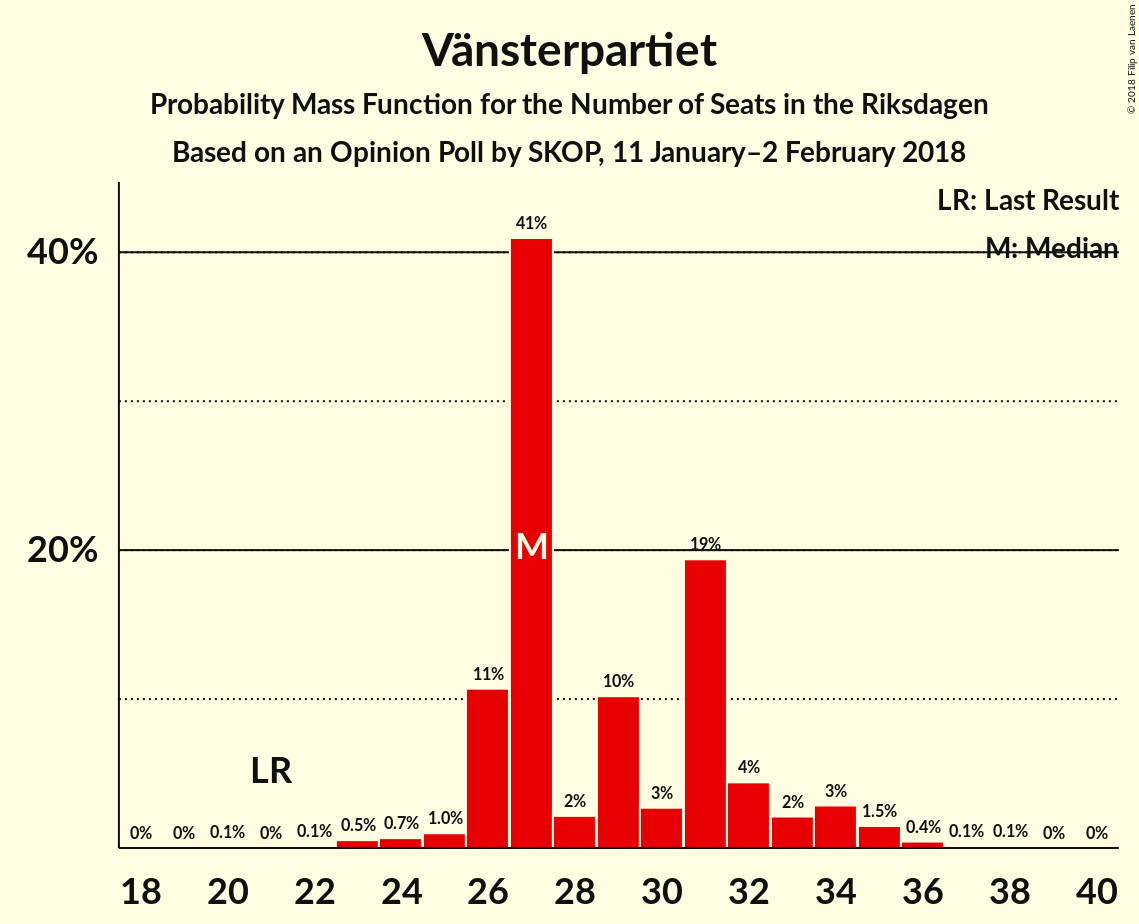 Vänsterpartiet
Probability Mass Function for the Number of Seats in the Riksdagen
Based on an Opinion Poll by SKOP, 11 January–2 February 2018
© 2018 Filip van Laenen
LR: Last Result
M: Median
40%
20%
0%
0%
0.1%
0%
0.1%
0.5%
0.7%
1.0%
11%
41%
2%
10%
3%
19%
4%
2%
3%
1.5%
0.4%
0.1%
0.1%
0%
0%
LR
M
18 20 22 24 26 28 30 32 34 36 38 40